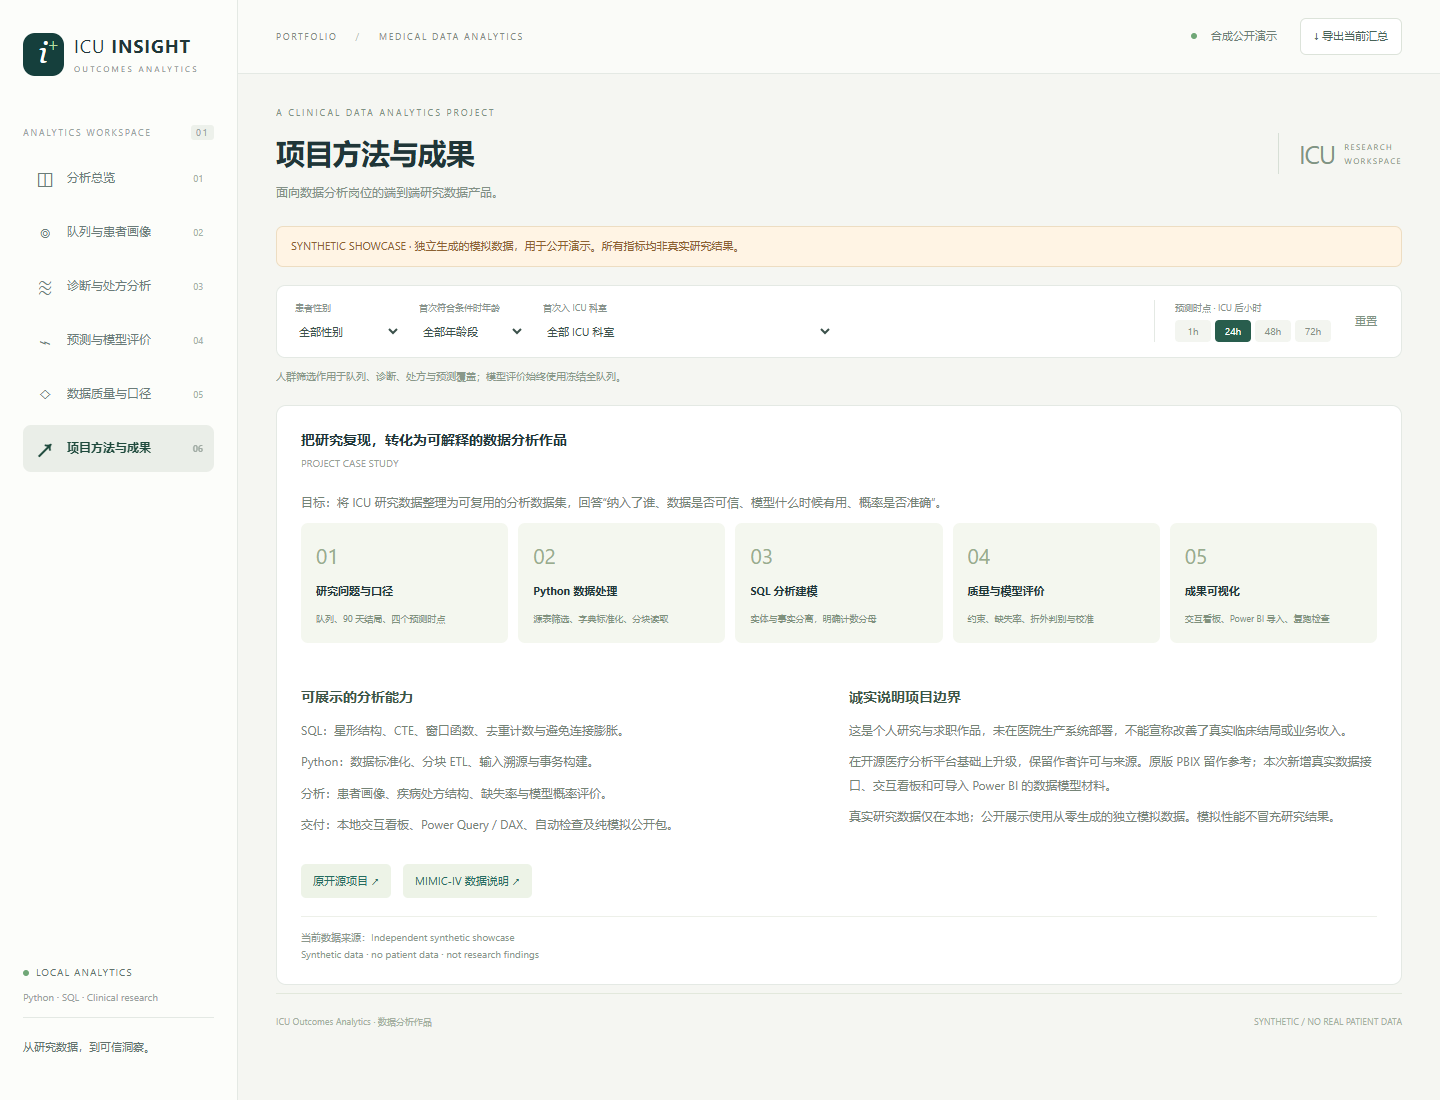 i+
ICU INSIGHT
OUTCOMES ANALYTICS
ANALYTICS WORKSPACE 01
分析总览 01
队列与患者画像 02
诊断与处方分析 03
预测与模型评价 04
数据质量与口径 05
项目方法与成果 06
LOCAL ANALYTICS
Python · SQL · Clinical research
从研究数据，到可信洞察。
PORTFOLIO / MEDICAL DATA ANALYTICS
合成公开演示
↓ 导出当前汇总
A CLINICAL DATA ANALYTICS PROJECT
项目方法与成果
面向数据分析岗位的端到端研究数据产品。
ICU RESEARCH
WORKSPACE
SYNTHETIC SHOWCASE · 独立生成的模拟数据，用于公开演示。所有指标均非真实研究结果。
患者性别 首次符合条件时年龄 首次入 ICU 科室 预测时点 · ICU 后小时
全部性别 全部年龄段 全部 ICU 科室 1h 24h 48h 72h 重置
人群筛选作用于队列、诊断、处方与预测覆盖；模型评价始终使用冻结全队列。
把研究复现，转化为可解释的数据分析作品
PROJECT CASE STUDY
目标：将 ICU 研究数据整理为可复用的分析数据集，回答“纳入了谁、数据是否可信、模型什么时候有用、概率是否准确”。
01
研究问题与口径
队列、90 天结局、四个预测时点
02
Python 数据处理
源表筛选、字典标准化、分块读取
03
SQL 分析建模
实体与事实分离，明确计数分母
04
质量与模型评价
约束、缺失率、折外判别与校准
05
成果可视化
交互看板、Power BI 导入、复跑检查
可展示的分析能力
SQL：星形结构、CTE、窗口函数、去重计数与避免连接膨胀。
Python：数据标准化、分块 ETL、输入溯源与事务构建。
分析：患者画像、疾病处方结构、缺失率与模型概率评价。
交付：本地交互看板、Power Query / DAX、自动检查及纯模拟公开包。
诚实说明项目边界
这是个人研究与求职作品，未在医院生产系统部署，不能宣称改善了真实临床结局或业务收入。
在开源医疗分析平台基础上升级，保留作者许可与来源。原版 PBIX 留作参考；本次新增真实数据接
口、交互看板和可导入 Power BI 的数据模型材料。
真实研究数据仅在本地；公开展示使用从零生成的独立模拟数据。模拟性能不冒充研究结果。
原开源项目 ↗ MIMIC-IV 数据说明 ↗
当前数据来源：Independent synthetic showcase
Synthetic data · no patient data · not research findings
ICU Outcomes Analytics · 数据分析作品 SYNTHETIC / NO REAL PATIENT DATA